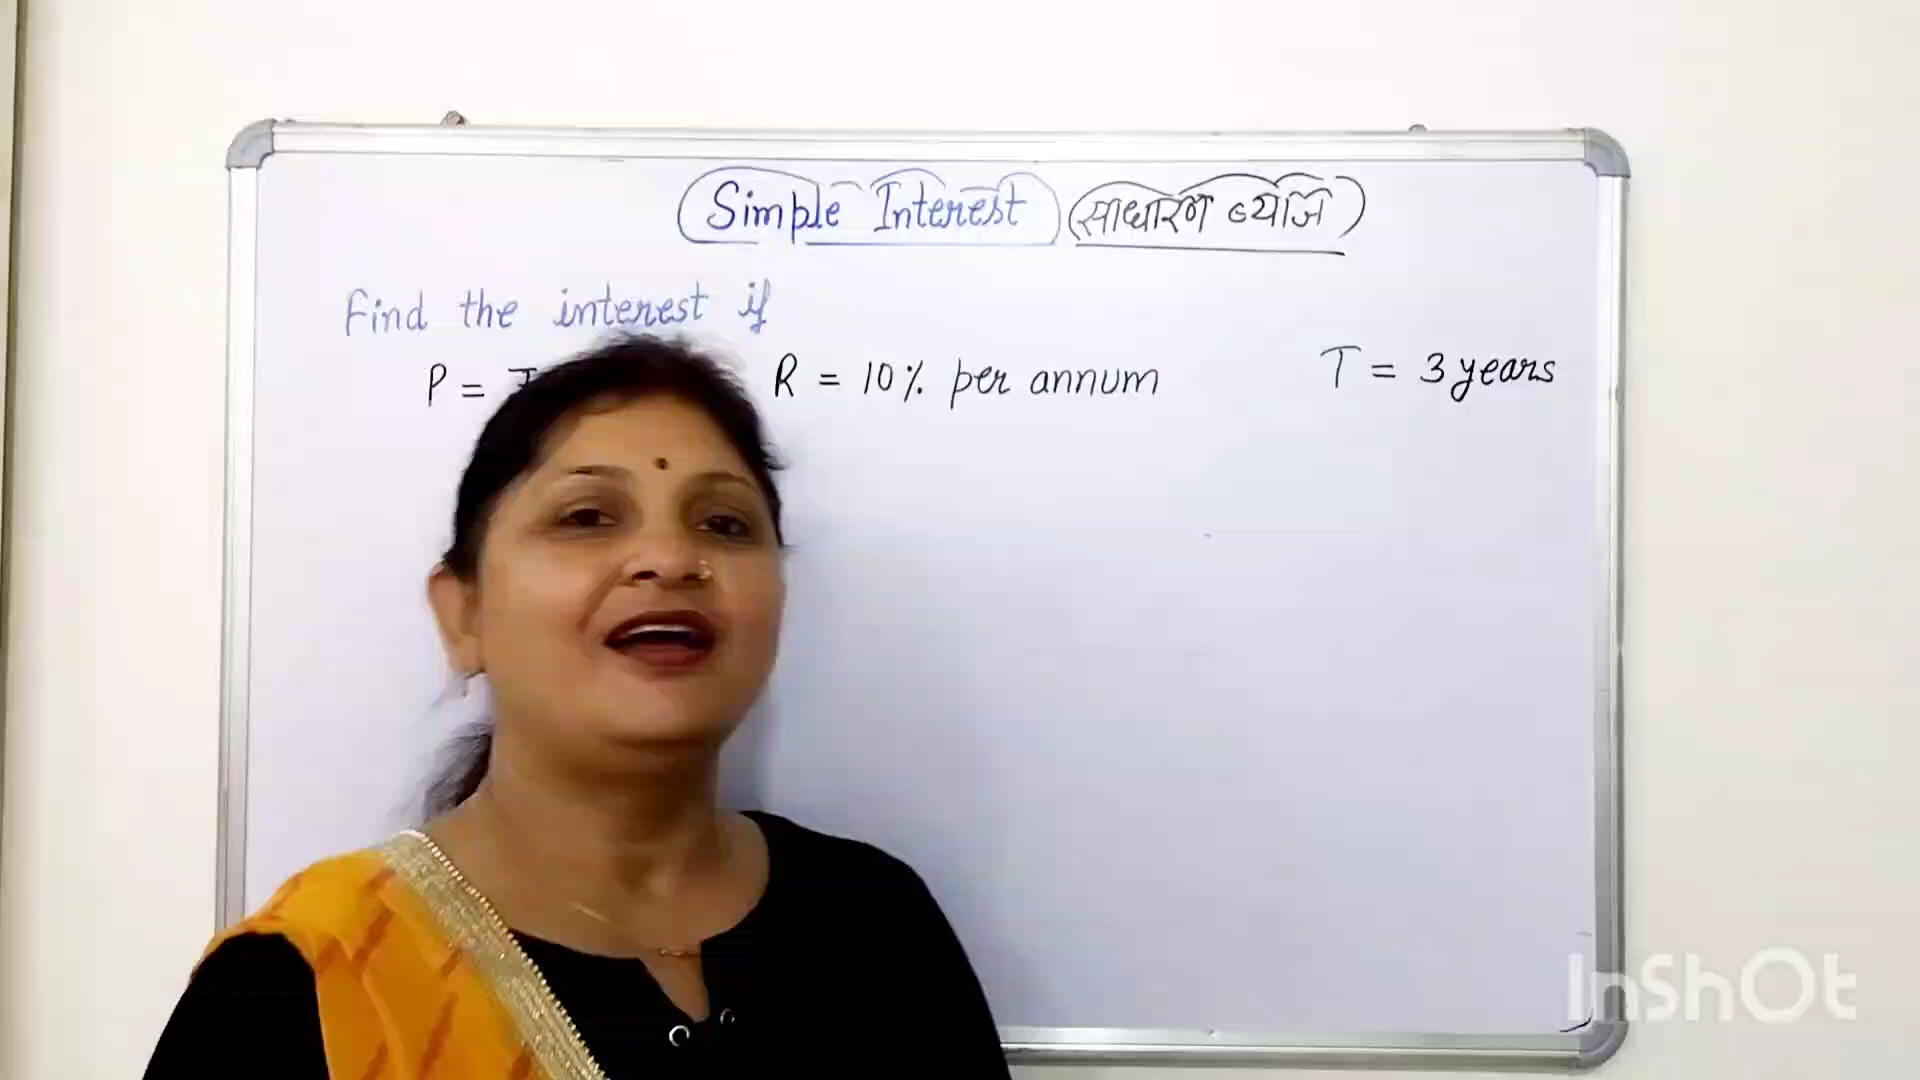 Simple Interest (साधारण ब्याज)
Find the interest if
P = R = 10% per annum T = 3 years
InShOt